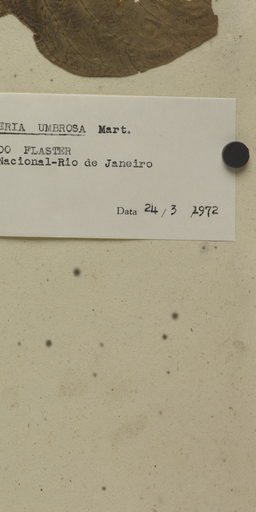 ERIA UMBROSA Mart.
DO FLASTER
Nacional-Rio de Janeiro
Data 24/3 1972